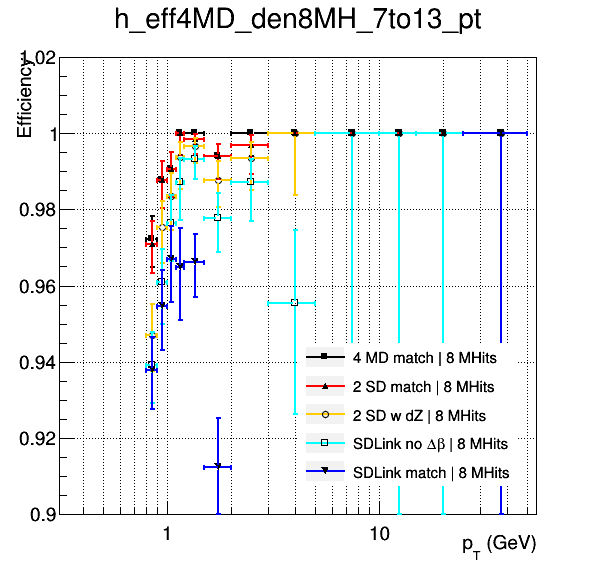 h_eff4MD_den8MH_7to13_pt
Efficiency
1.02
1
0.98
0.96
0.94
0.92
0.9
4 MD match | 8 MHits
2 SD match | 8 MHits
2 SD w dZ | 8 MHits
SDLink no Δβ | 8 MHits
SDLink match | 8 MHits
1
10
p_T (GeV)